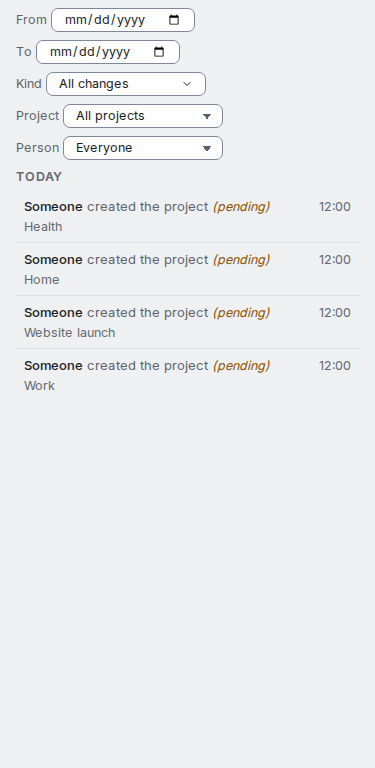 From mm/dd/yyyy
To mm/dd/yyyy
Kind All changes
Project All projects
Person Everyone
TODAY
Someone created the project (pending) 12:00
Health
Someone created the project (pending) 12:00
Home
Someone created the project (pending) 12:00
Website launch
Someone created the project (pending) 12:00
Work